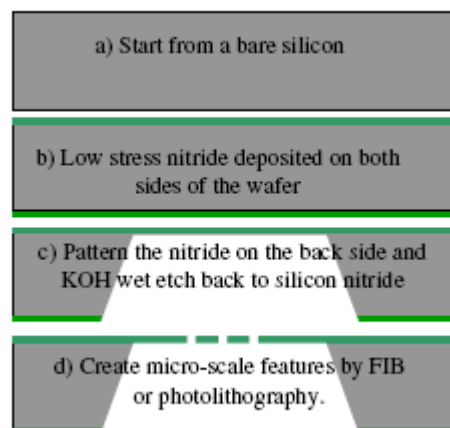 a) Start from a bare silicon
b) Low stress nitride deposited on both
sides of the wafer
c) Pattern the nitride on the back side and
KOH wet etch back to silicon nitride
d) Create micro-scale features by FIB
or photolithography.